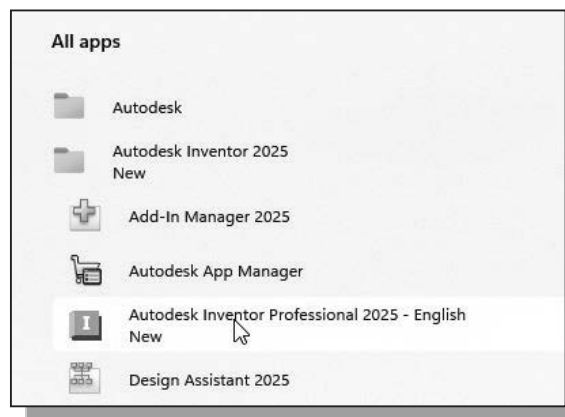 All apps
Autodesk
Autodesk Inventor 2025
New
Add-In Manager 2025
Autodesk App Manager
I
Autodesk Inventor Professional 2025 - English
New
Design Assistant 2025